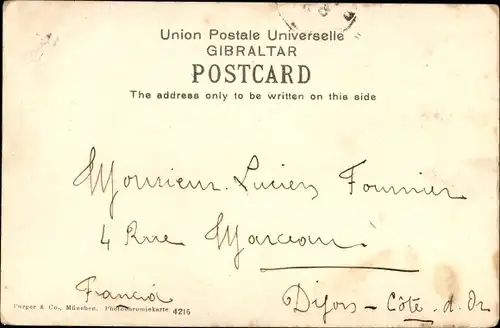 Union Postale Universelle
GIBRALTAR
POSTCARD
The address only to be written on this side
Monsieur Lucien Fournier
4 Rue Marceau
Francia
Dijon - Côte d. Or
Purger & Co., München. Photochromiekarte 4215